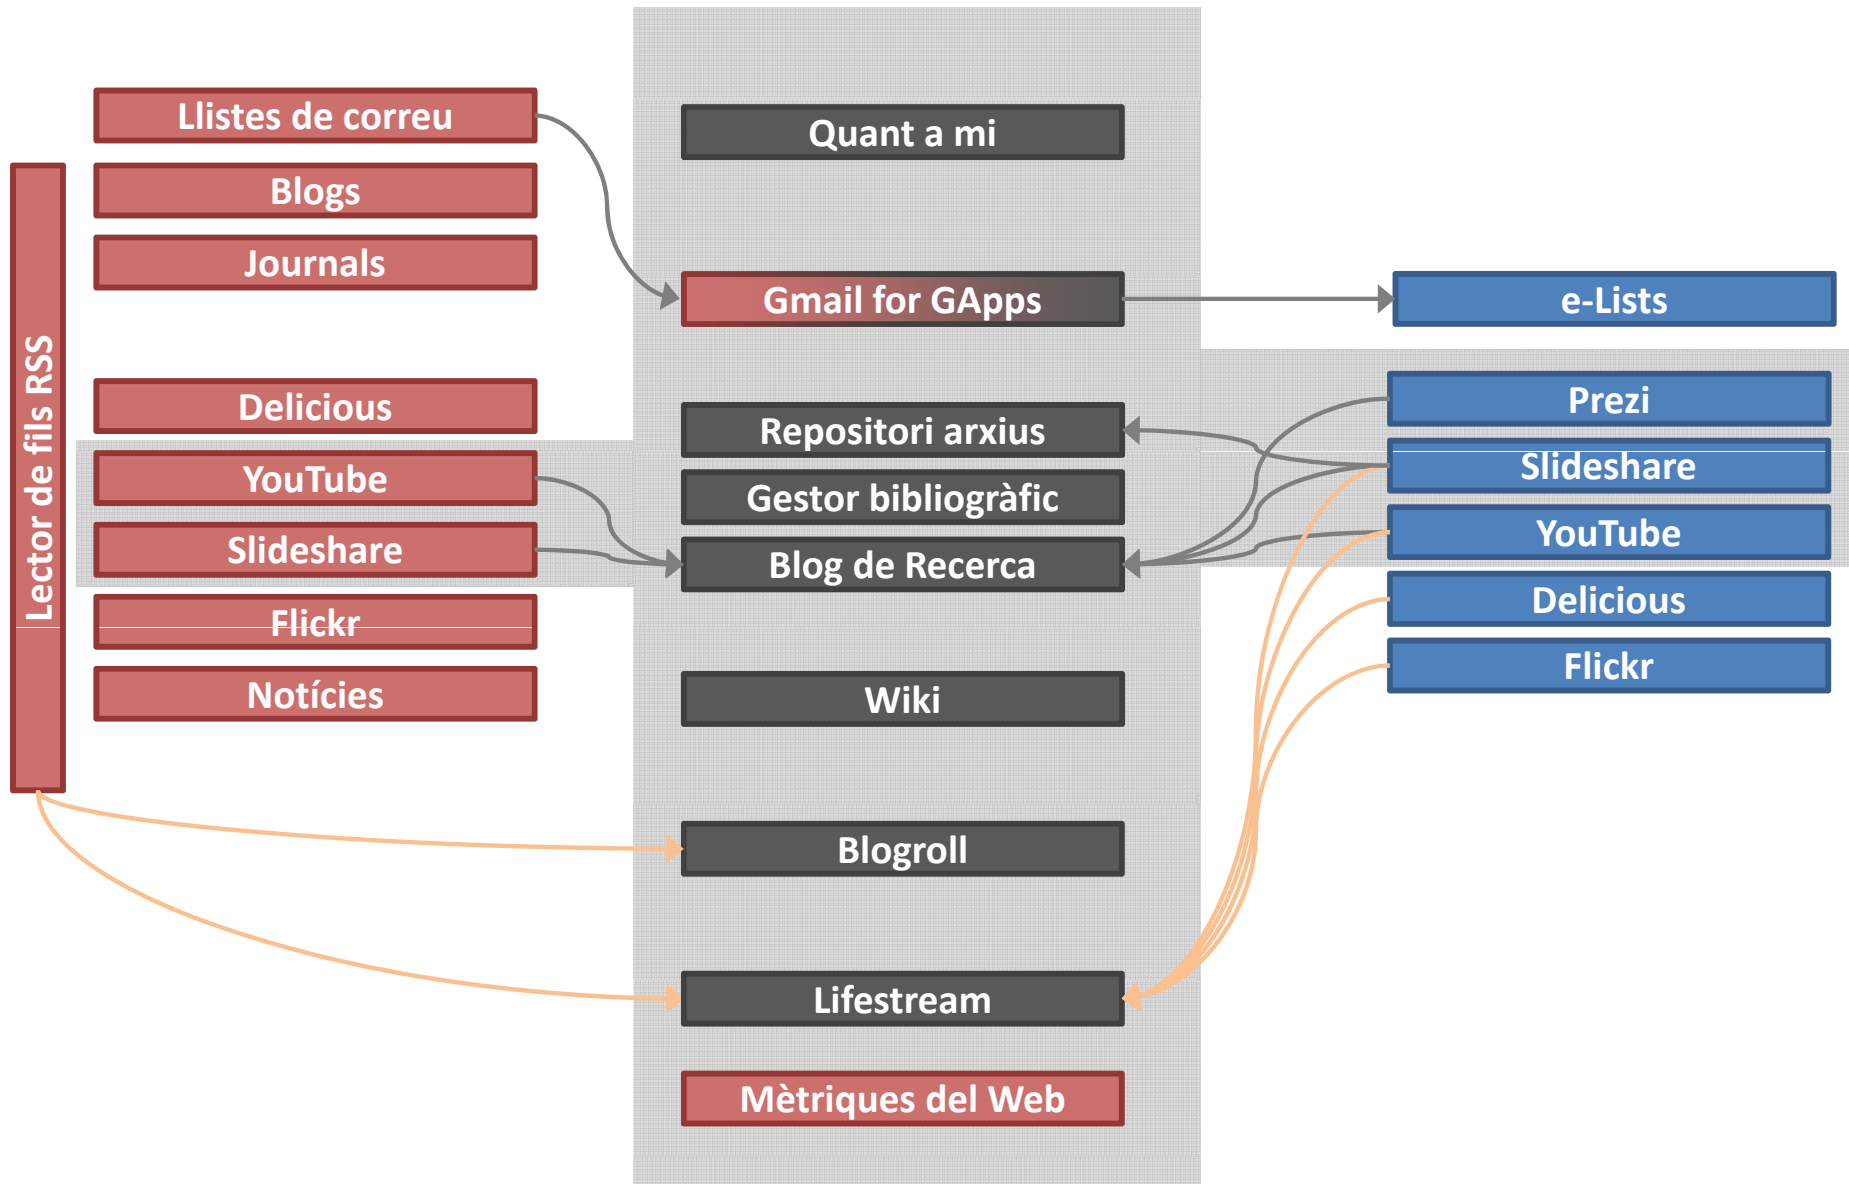 Lector de fils RSS
Llistes de correu
Blogs
Journals
Delicious
YouTube
Slideshare
Flickr
Notícies
Quant a mi
Gmail for GApps
Repositori arxius
Gestor bibliogràfic
Blog de Recerca
Wiki
Blogroll
Lifestream
Mètriques del Web
e-Lists
Prezi
Slideshare
YouTube
Delicious
Flickr